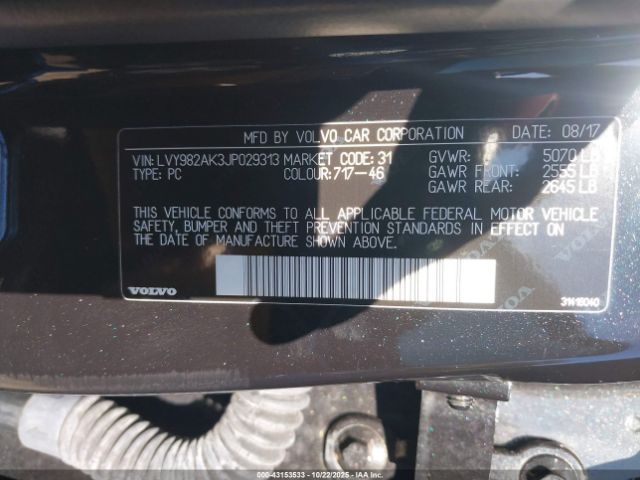 MFD BY VOLVO CAR CORPORATION DATE: 08/17
VIN: LVY982AK3JP029313 MARKET CODE: 31 GVWR: 5070 LB
TYPE: PC COLOUR: 717-46 GAWR FRONT: 2555 LB
GAWR REAR: 2645 LB
THIS VEHICLE CONFORMS TO ALL APPLICABLE FEDERAL MOTOR VEHICLE
SAFETY, BUMPER AND THEFT PREVENTION STANDARDS IN EFFECT ON
THE DATE OF MANUFACTURE SHOWN ABOVE.
VOLVO
31418040
© IAA Inc. 000-43153533 - 10/22/2025 - © IAA Inc.